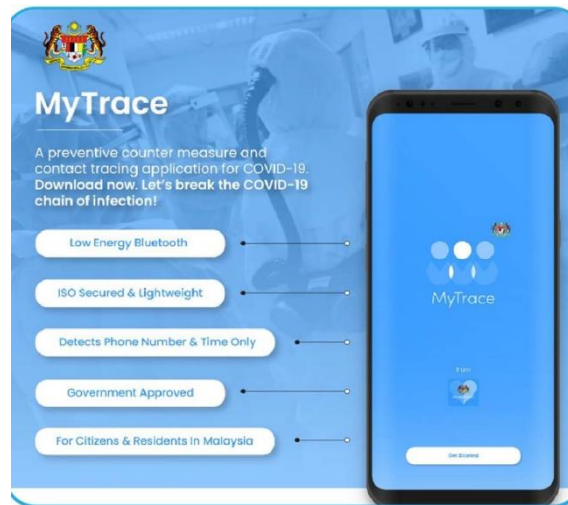 MyTrace
A preventive counter measure and
contact tracing application for COVID-19.
Download now. Let's break the COVID-19
chain of infection!
Low Energy Bluetooth
ISO Secured & Lightweight
Detects Phone Number & Time Only
Government Approved
For Citizens & Residents In Malaysia
MyTrace
from
Get Started